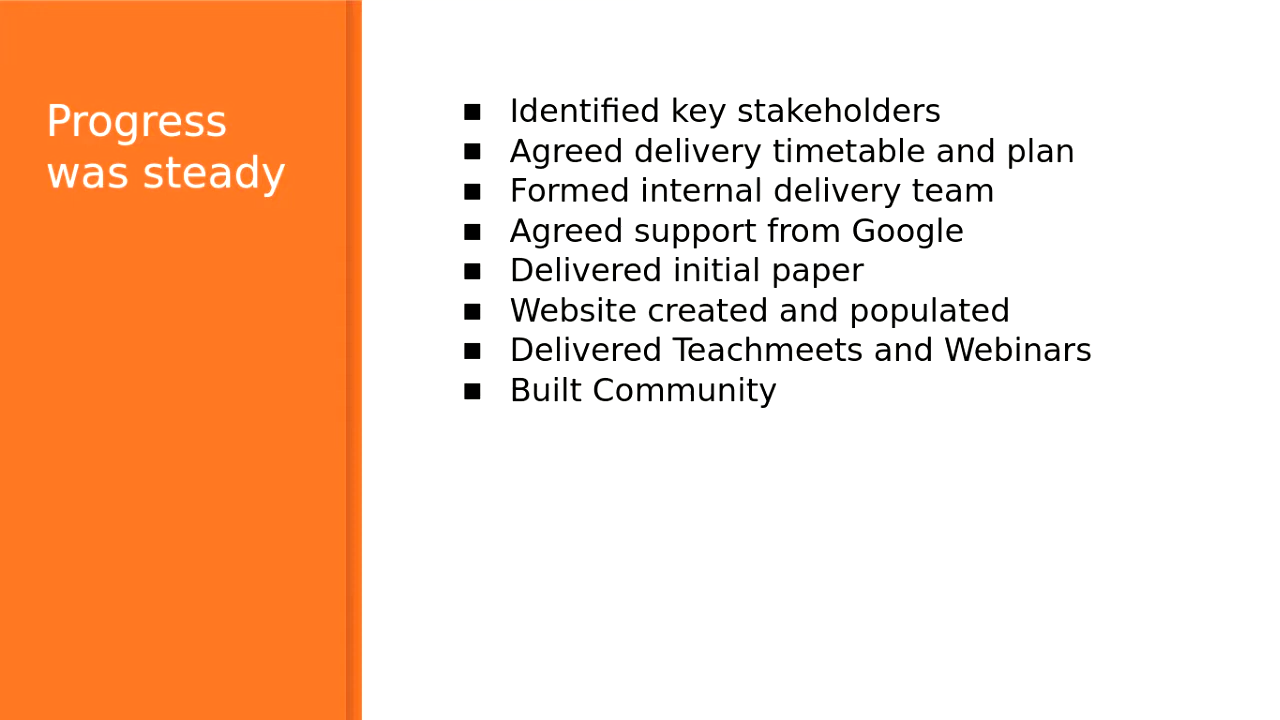 Progress
was steady
■ Identified key stakeholders
■ Agreed delivery timetable and plan
■ Formed internal delivery team
■ Agreed support from Google
■ Delivered initial paper
■ Website created and populated
■ Delivered Teachmeets and Webinars
■ Built Community